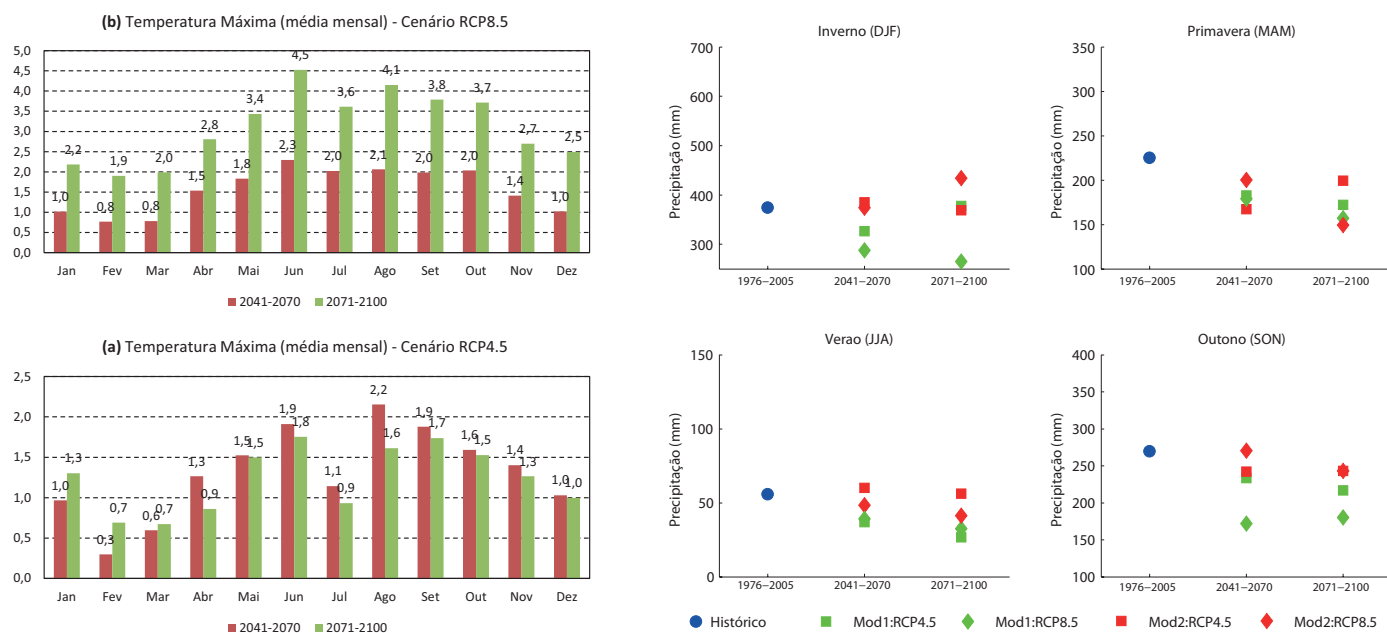 (b) Temperatura Máxima (média mensal) - Cenário RCP8.5
5,0
4,5
4,0
3,5
3,0
2,5
2,0
1,5
1,0
0,5
0,0
1,0 2,2 0,8 1,9 0,8 2,0 1,5 2,8 1,8 3,4 2,3 4,5 2,0 3,6 2,1 4,1 2,0 3,8 2,0 3,7 1,4 2,7 1,0 2,5
Jan Fev Mar Abr Mai Jun Jul Ago Set Out Nov Dez
2041-2070 2071-2100
(a) Temperatura Máxima (média mensal) - Cenário RCP4.5
2,5
2,0
1,5
1,0
0,5
0,0
1,0 1,3 0,3 0,7 0,6 0,7 1,3 0,9 1,5 1,5 1,9 1,8 1,1 0,9 2,2 1,6 1,9 1,7 1,6 1,5 1,4 1,3 1,0 1,0
Jan Fev Mar Abr Mai Jun Jul Ago Set Out Nov Dez
2041-2070 2071-2100
Inverno (DJF)
Precipitação (mm)
700
600
500
400
300
1976–2005 2041–2070 2071–2100
Primavera (MAM)
Precipitação (mm)
350
300
250
200
150
100
1976–2005 2041–2070 2071–2100
Verao (JJA)
Precipitação (mm)
150
100
50
0
1976–2005 2041–2070 2071–2100
Outono (SON)
Precipitação (mm)
400
350
300
250
200
150
100
1976–2005 2041–2070 2071–2100
Histórico Mod1:RCP4.5 Mod1:RCP8.5 Mod2:RCP4.5 Mod2:RCP8.5